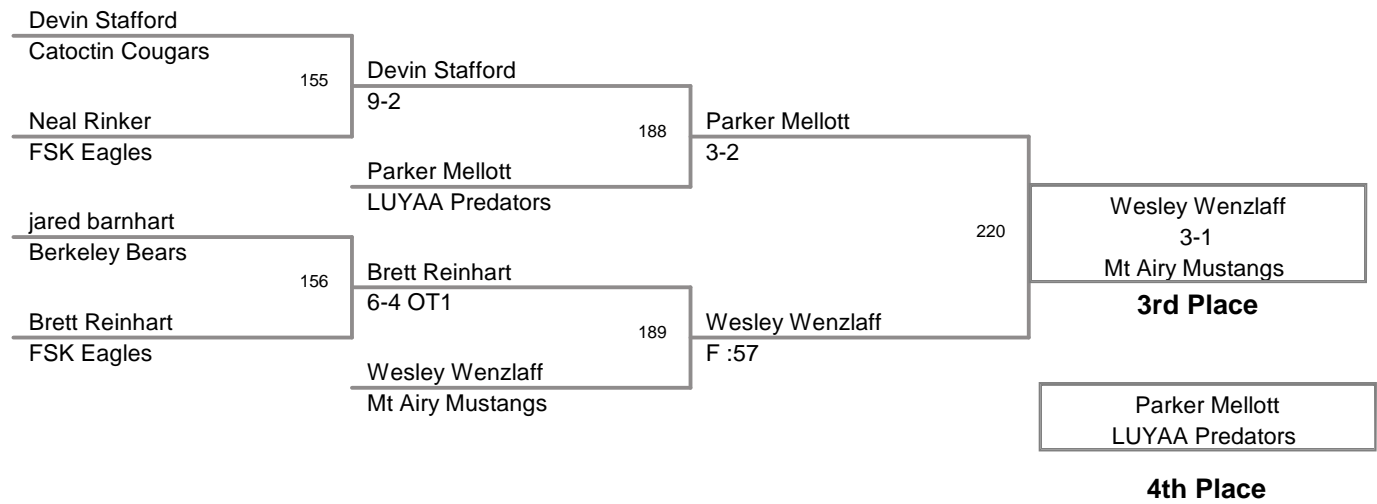 Devin Stafford
Catoctin Cougars
155
Neal Rinker
FSK Eagles
jared barnhart
Berkeley Bears
156
Brett Reinhart
FSK Eagles
Devin Stafford
9-2
188
Parker Mellott
LUYAA Predators
Brett Reinhart
6-4 OT1
189
Wesley Wenzlaff
Mt Airy Mustangs
Parker Mellott
3-2
220
Wesley Wenzlaff
F :57
Wesley Wenzlaff
3-1
Mt Airy Mustangs
3rd Place
Parker Mellott
LUYAA Predators
4th Place